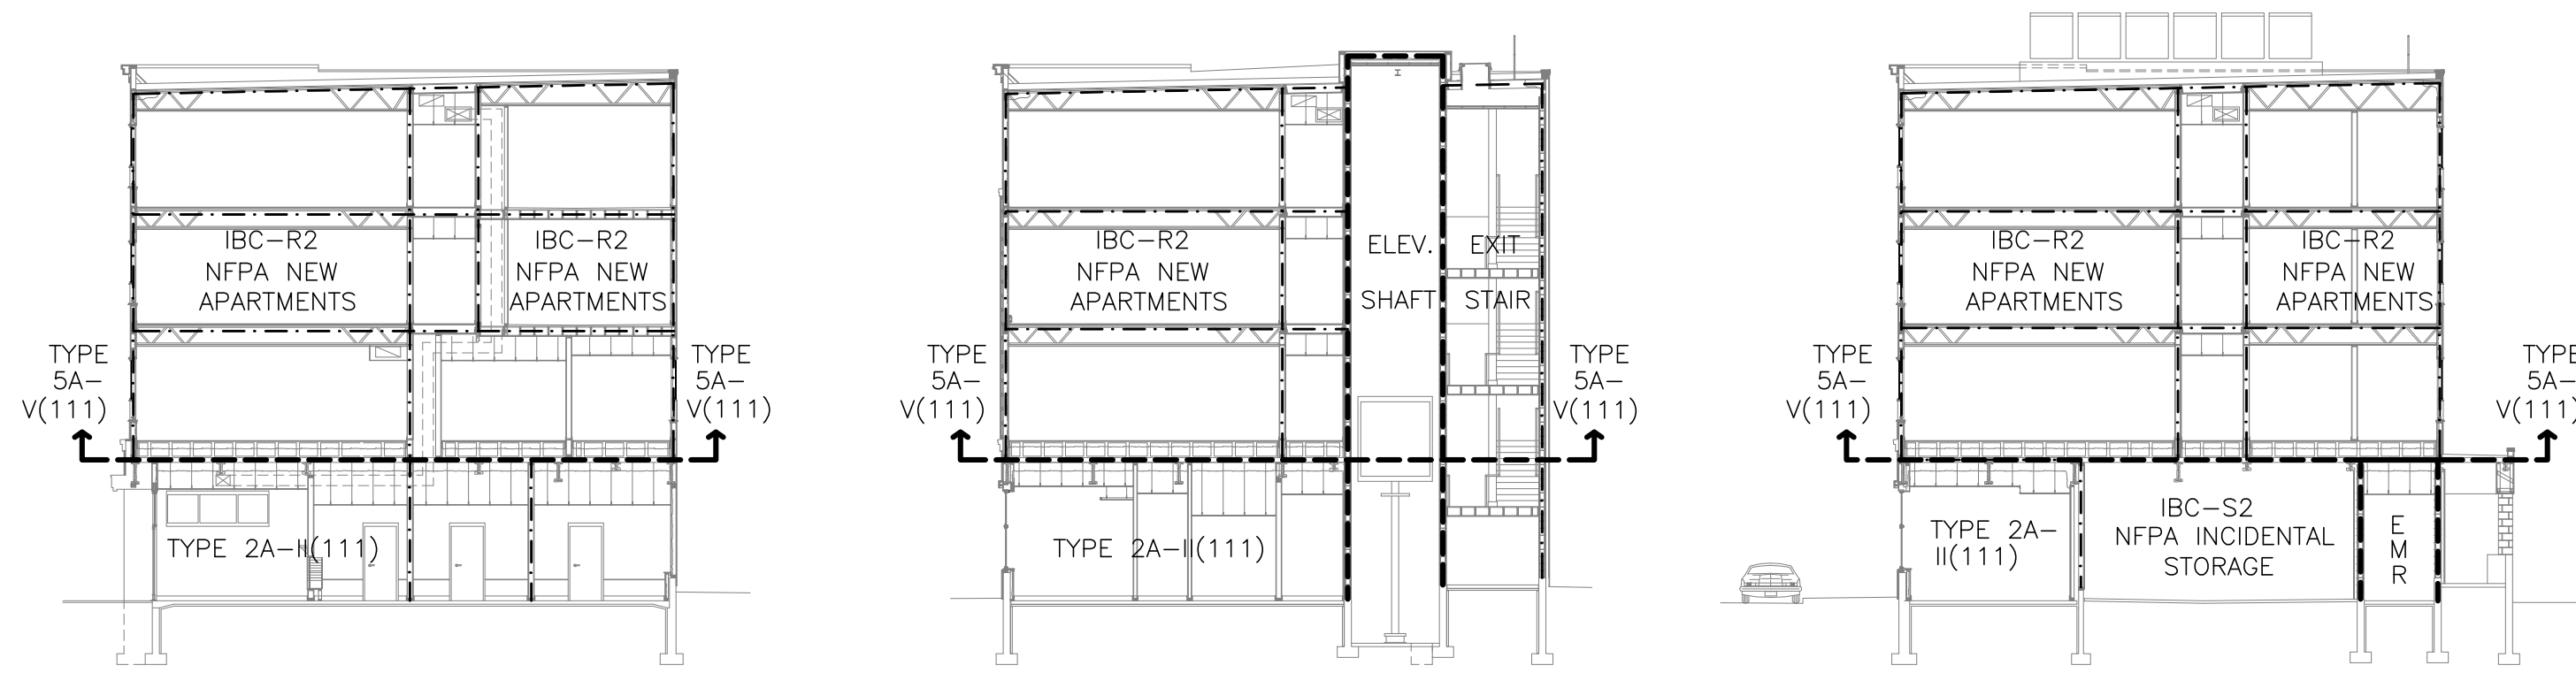 IBC-R2
NFPA NEW
APARTMENTS
IBC-R2
NFPA NEW
APARTMENTS
TYPE
5A-
V(111)
TYPE
5A-
V(111)
TYPE 2A-II(111)
IBC-R2
NFPA NEW
APARTMENTS
ELEV.
SHAFT
EXIT
STAIR
TYPE
5A-
V(111)
TYPE
5A-
V(111)
TYPE 2A-II(111)
IBC-R2
NFPA NEW
APARTMENTS
IBC-R2
NFPA NEW
APARTMENTS
TYPE
5A-
V(111)
TYPE
5A-
V(111)
TYPE 2A-
II(111)
IBC-S2
NFPA INCIDENTAL
STORAGE
E
M
R